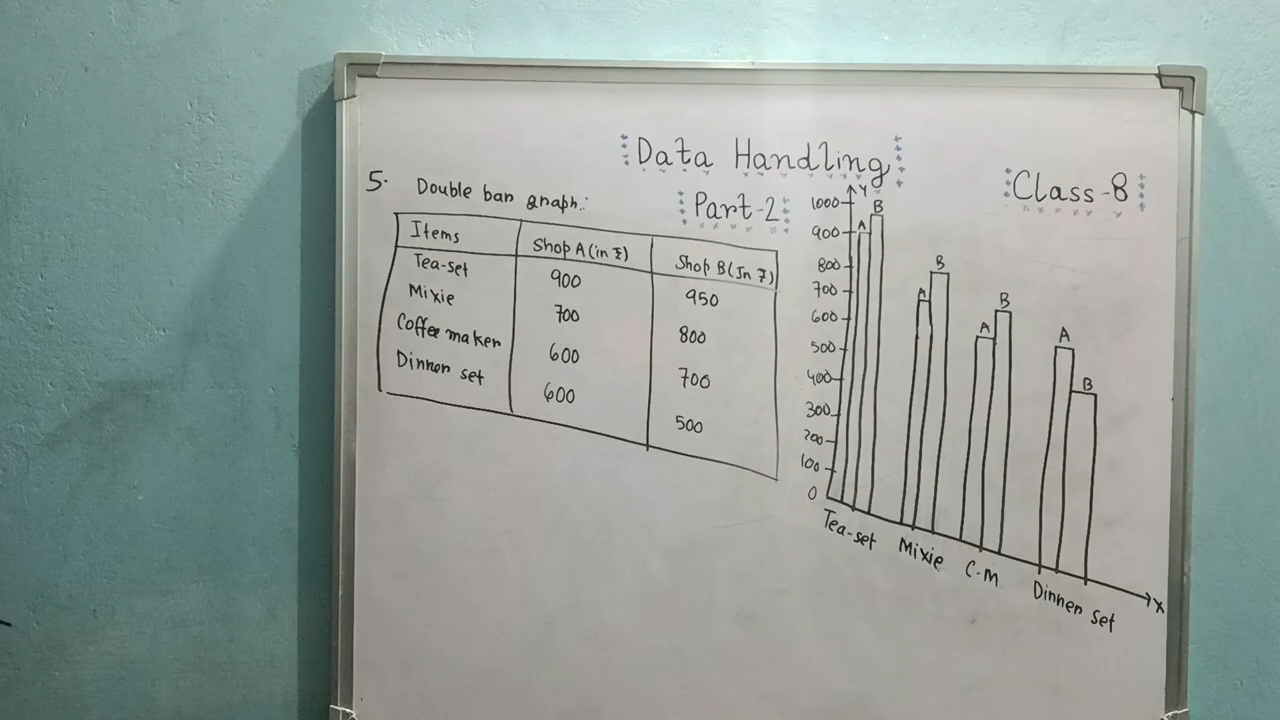 Data Handling
Part-2
Class-8
5. Double bar graph:
Items Shop A (in ₹) Shop B (In ₹)
Tea-set 900 950
Mixie 700 800
Coffee maker 600 700
Dinner set 600 500
Y
1000
900
800
700
600
500
400
300
200
100
0
A B
A B
A B
A B
Tea-set Mixie C.M Dinner set X